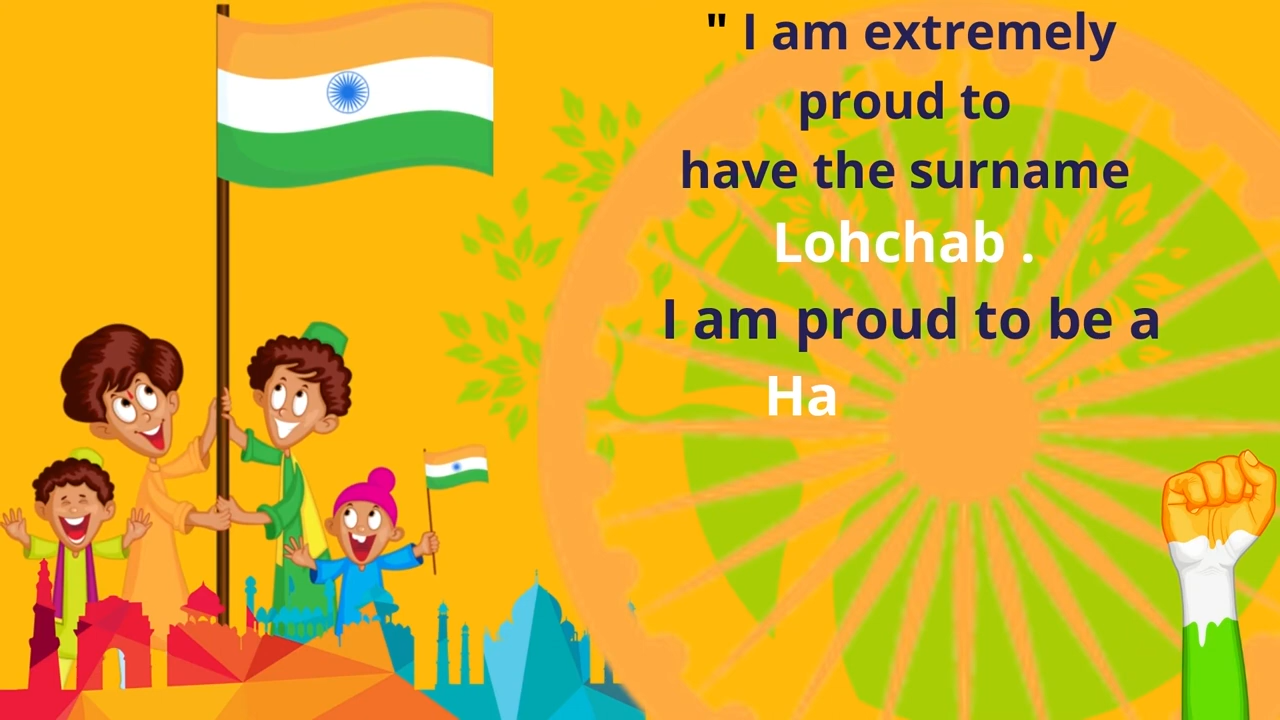 " I am extremely
proud to
have the surname
Lohchab .
I am proud to be a
Ha